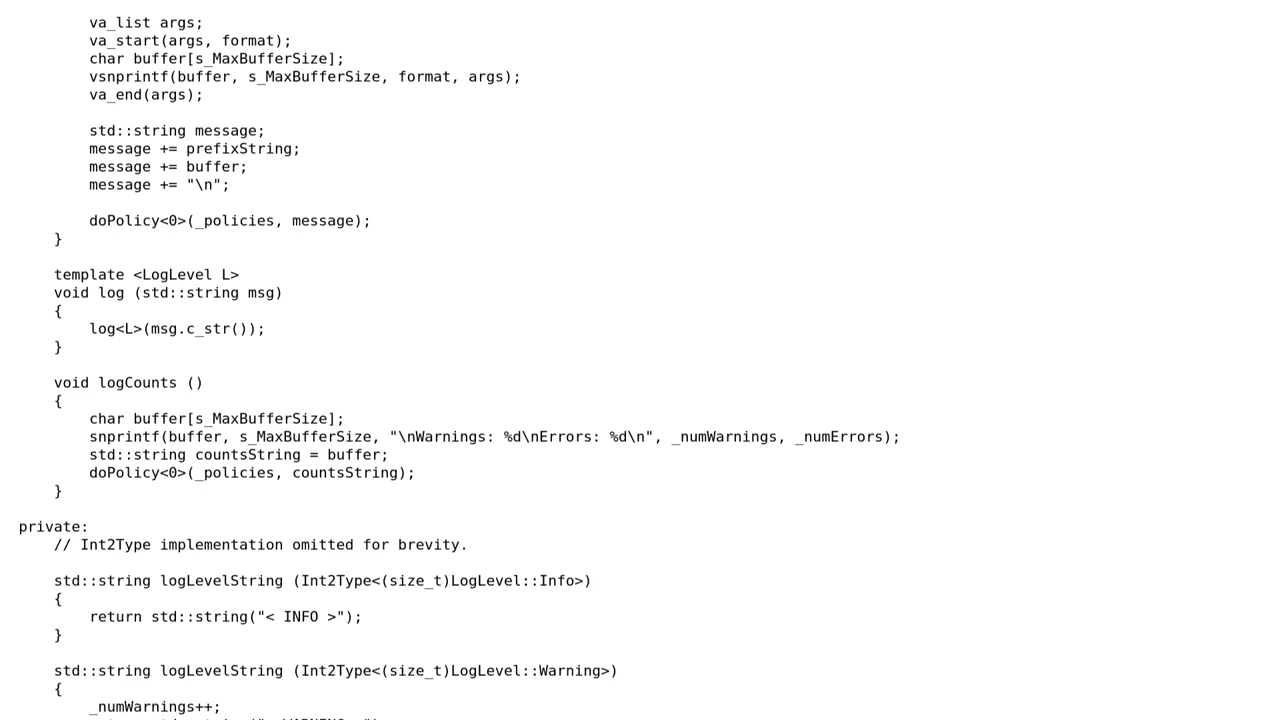 va_list args;
va_start(args, format);
char buffer[s_MaxBufferSize];
vsnprintf(buffer, s_MaxBufferSize, format, args);
va_end(args);
std::string message;
message += prefixString;
message += buffer;
message += "\n";
doPolicy<0>(_policies, message);
}
template <LogLevel L>
void log (std::string msg)
{
log<L>(msg.c_str());
}
void logCounts ()
{
char buffer[s_MaxBufferSize];
snprintf(buffer, s_MaxBufferSize, "\nWarnings: %d\nErrors: %d\n", _numWarnings, _numErrors);
std::string countsString = buffer;
doPolicy<0>(_policies, countsString);
}
private:
// Int2Type implementation omitted for brevity.
std::string logLevelString (Int2Type<(size_t)LogLevel::Info>)
{
return std::string("< INFO >");
}
std::string logLevelString (Int2Type<(size_t)LogLevel::Warning>)
{
_numWarnings++;